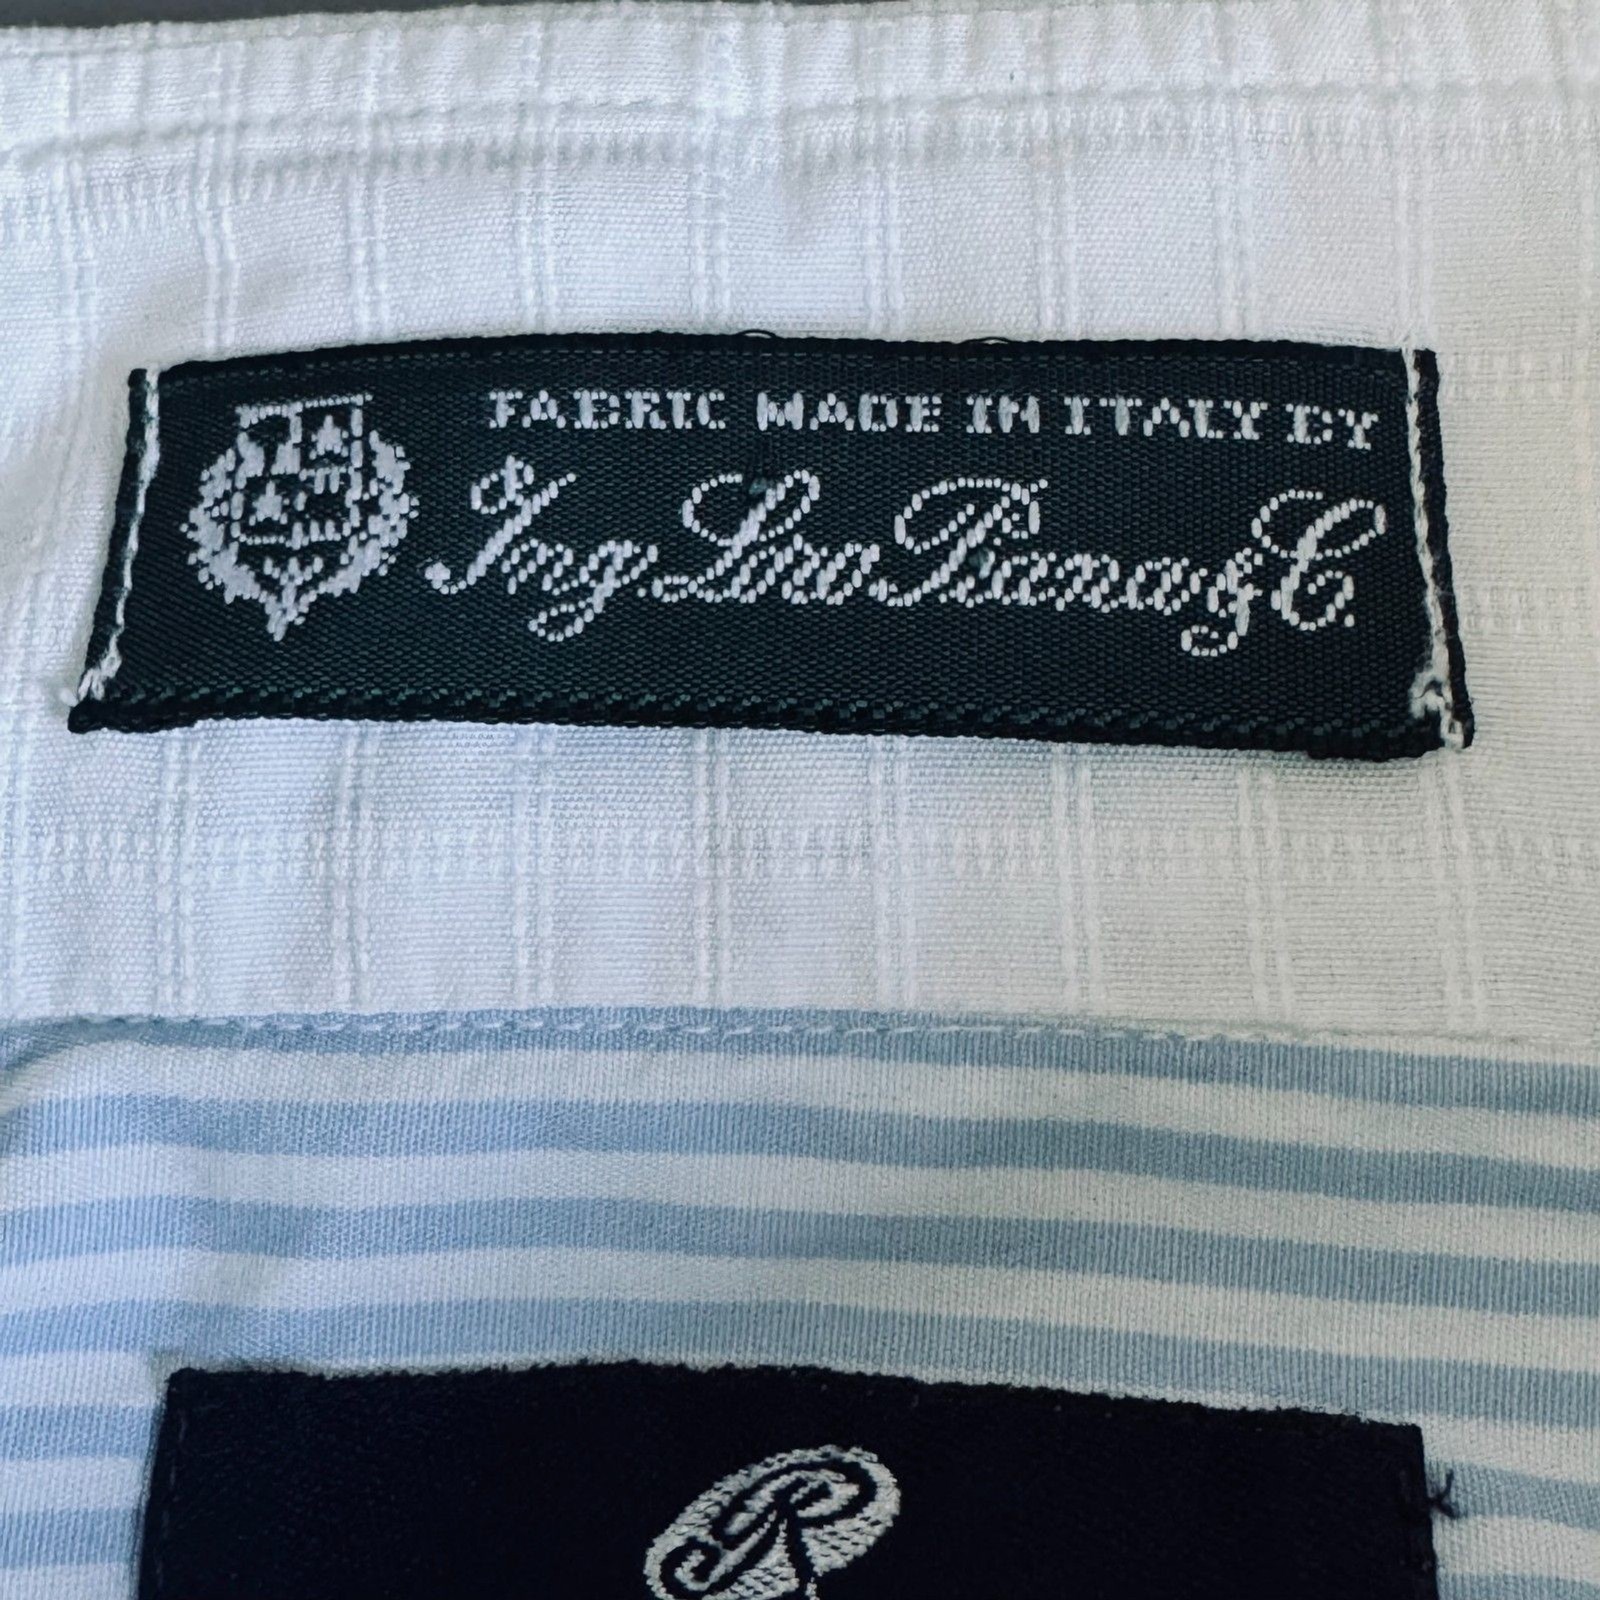 FABRIC MADE IN ITALY BY
Ing. Loro Piana & C.
R